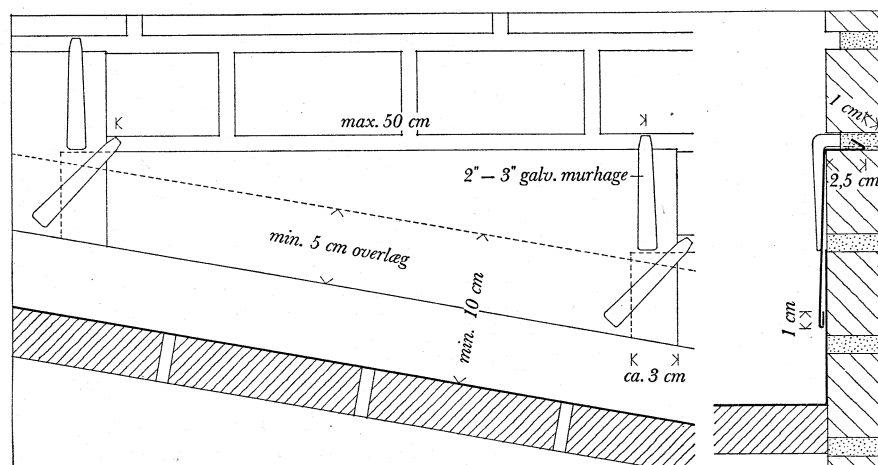 max. 50 cm
1 cm
2" – 3" galv. murhage
2,5 cm
min. 5 cm overlæg
min. 10 cm
1 cm
ca. 3 cm